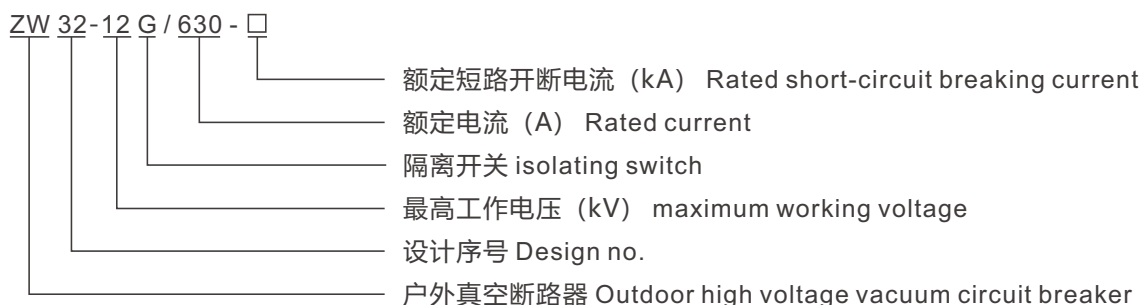 ZW 32-12 G / 630 - □
额定短路开断电流（kA） Rated short-circuit breaking current
额定电流（A） Rated current
隔离开关 isolating switch
最高工作电压（kV） maximum working voltage
设计序号 Design no.
户外真空断路器 Outdoor high voltage vacuum circuit breaker